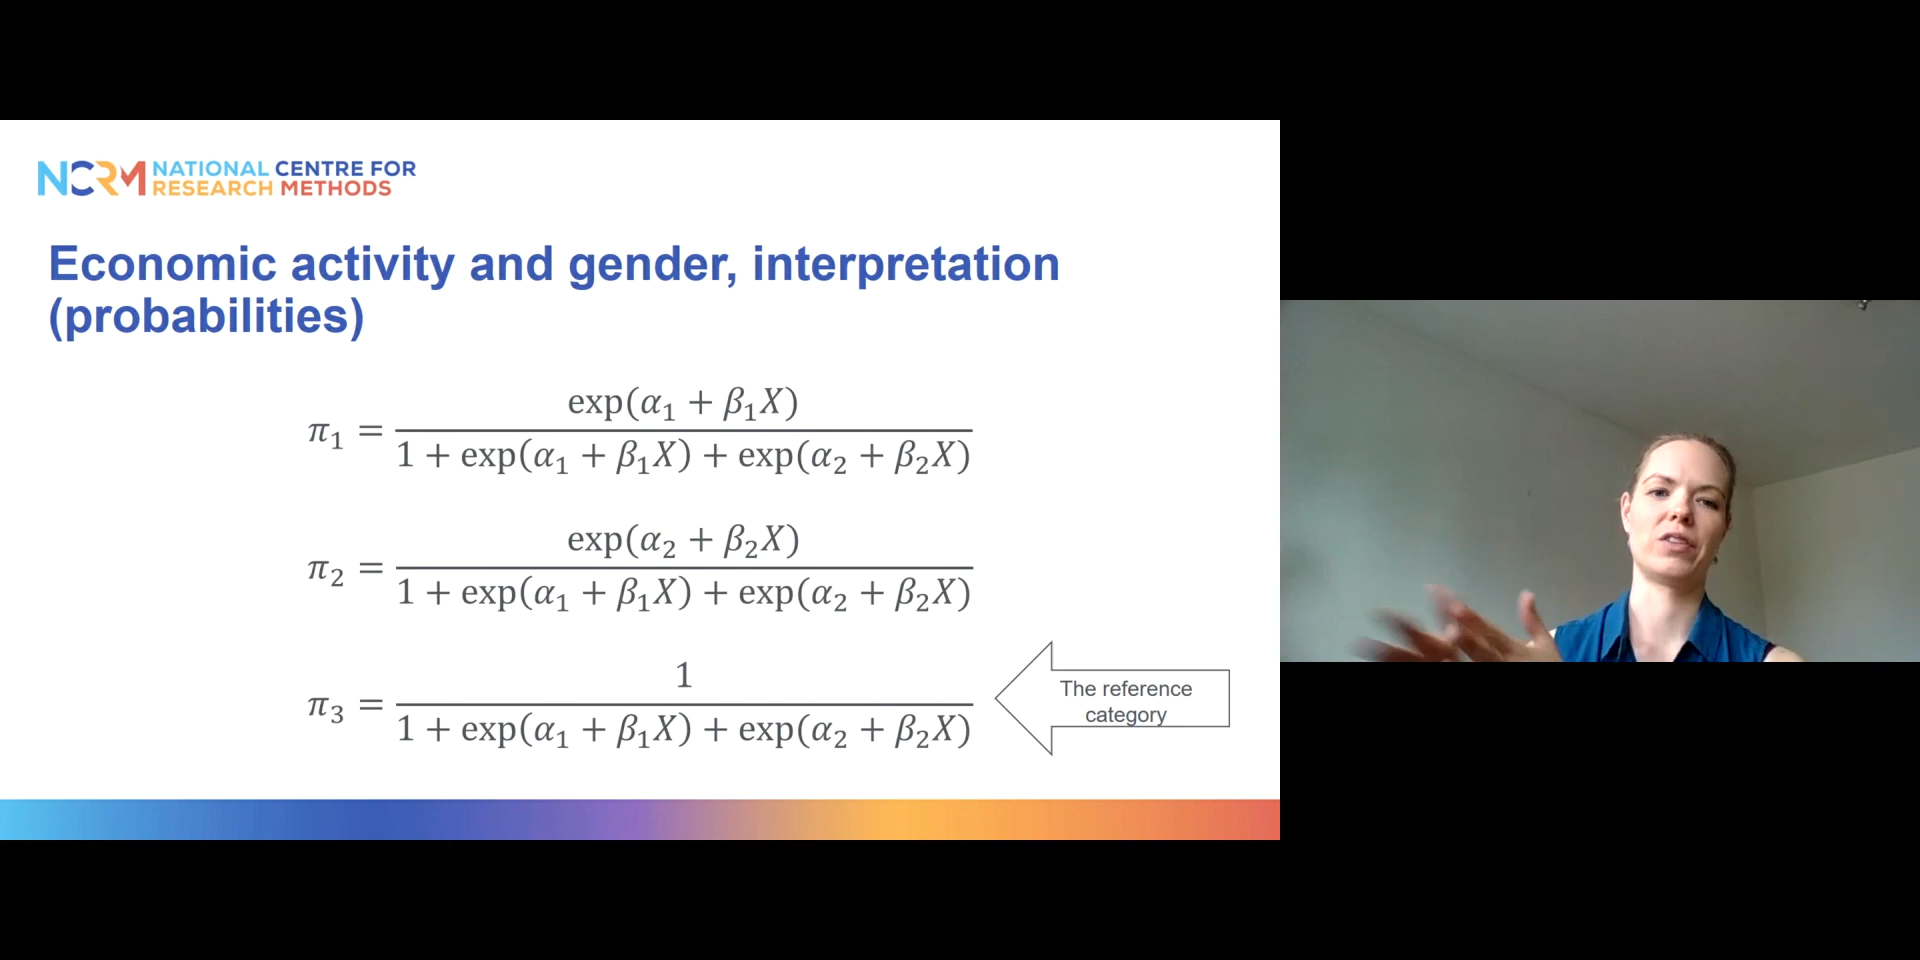 NCRM NATIONAL CENTRE FOR
RESEARCH METHODS
Economic activity and gender, interpretation
(probabilities)
π₁ = exp(α₁ + β₁X) / 1 + exp(α₁ + β₁X) + exp(α₂ + β₂X)
π₂ = exp(α₂ + β₂X) / 1 + exp(α₁ + β₁X) + exp(α₂ + β₂X)
π₃ = 1 / 1 + exp(α₁ + β₁X) + exp(α₂ + β₂X)
The reference
category